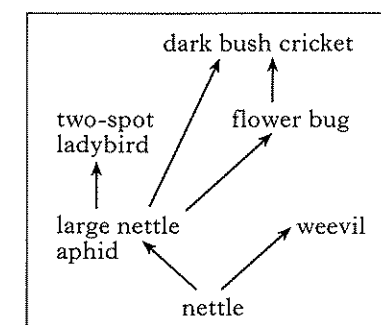 dark bush cricket
two-spot
ladybird
flower bug
large nettle
aphid
weevil
nettle